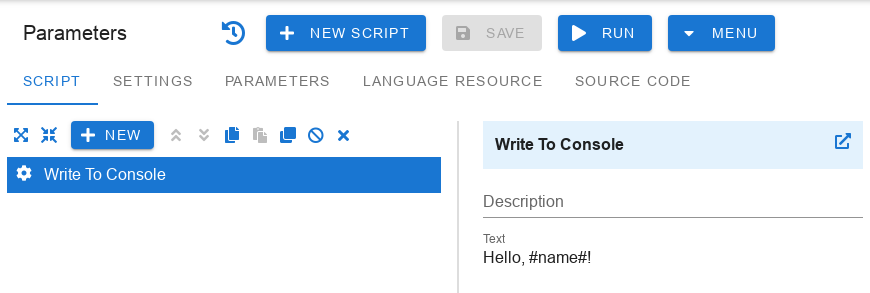 Parameters
NEW SCRIPT
SAVE
RUN
MENU
SCRIPT
SETTINGS
PARAMETERS
LANGUAGE RESOURCE
SOURCE CODE
NEW
Write To Console
Write To Console
Description
Text
Hello, #name#!